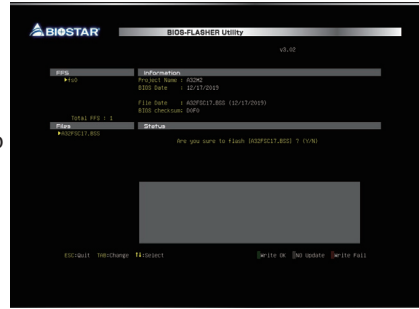 BIOSTAR
BIOS-FLASHER Utility
v3.02
FFS
fs0
Total FFS : 1
Information
Project Name : A32M2
BIOS Date : 12/17/2019
File Date : A32FSC17.BSS (12/17/2019)
BIOS checksum: D0FG
Files
A32FSC17.BSS
Status
Are you sure to flash [A32FSC17.BSS] ? (Y/N)
ESC:Quit TAB:Change ↑↓:Select
Write OK
NO Update
Write Fail